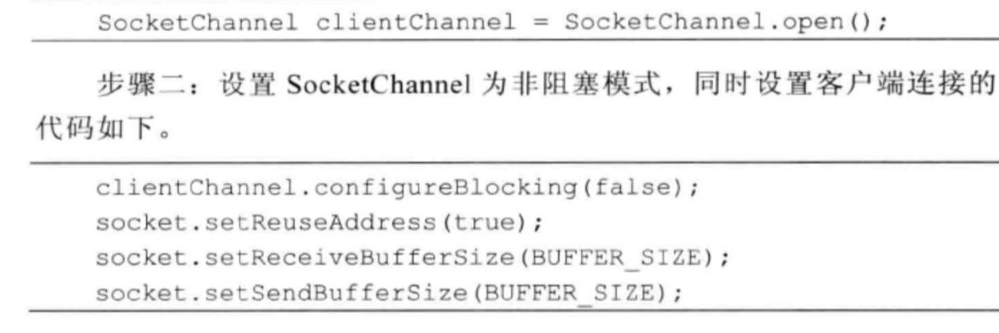 SocketChannel clientChannel = SocketChannel.open();
步骤二：设置 SocketChannel 为非阻塞模式，同时设置客户端连接的
代码如下。
clientChannel.configureBlocking(false);
socket.setReuseAddress(true);
socket.setReceiveBufferSize(BUFFER_SIZE);
socket.setSendBufferSize(BUFFER_SIZE);